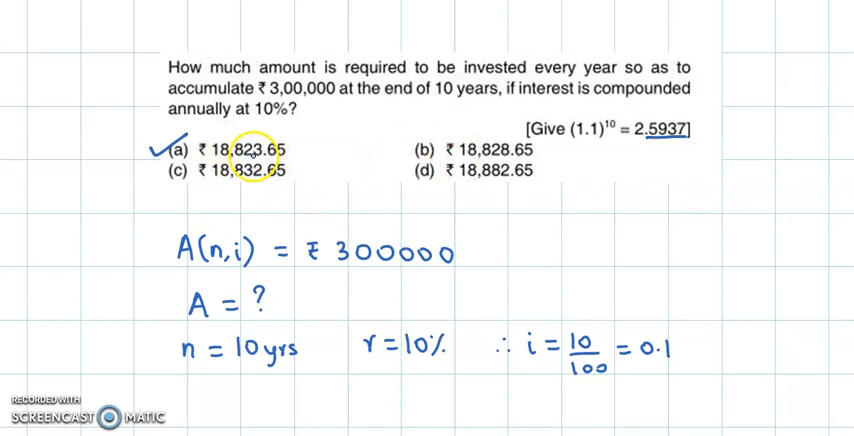 How much amount is required to be invested every year so as to
accumulate ₹ 3,00,000 at the end of 10 years, if interest is compounded
annually at 10%?
[Give (1.1)¹⁰ = 2.5937]
(a) ₹ 18,823.65 (b) ₹ 18,828.65
(c) ₹ 18,832.65 (d) ₹ 18,882.65
A(n,i) = ₹ 300000
A = ?
n = 10 yrs r = 10% ∴ i = 10/100 = 0.1
RECORDED WITH
SCREENCAST MATIC